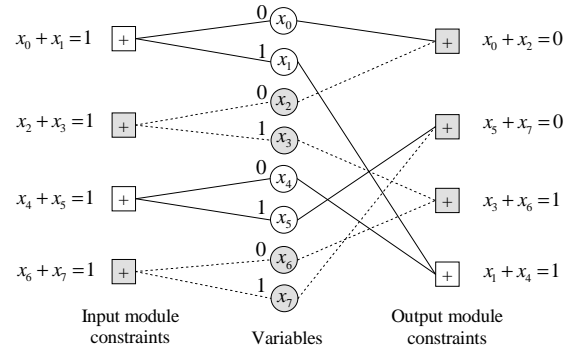 x₀ + x₁ = 1
+
0 x₀
1 x₁
+
x₀ + x₂ = 0
x₂ + x₃ = 1
+
0 x₂
1 x₃
+
x₅ + x₇ = 0
x₄ + x₅ = 1
+
0 x₄
1 x₅
+
x₃ + x₆ = 1
x₆ + x₇ = 1
+
0 x₆
1 x₇
+
x₁ + x₄ = 1
Input module
constraints
Variables
Output module
constraints